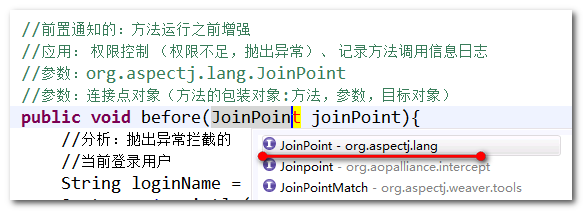 //前置通知的：方法运行之前增强
//应用： 权限控制 （权限不足，抛出异常）、 记录方法调用信息日志
//参数：org.aspectj.lang.JoinPoint
//参数：连接点对象（方法的包装对象:方法，参数，目标对象）
public void before(JoinPoint joinPoint){
//分析：抛出异常拦截的
JoinPoint - org.aspectj.lang
//当前登录用户
Joinpoint - org.aopalliance.intercept
String loginName =
JoinPointMatch - org.aspectj.weaver.tools